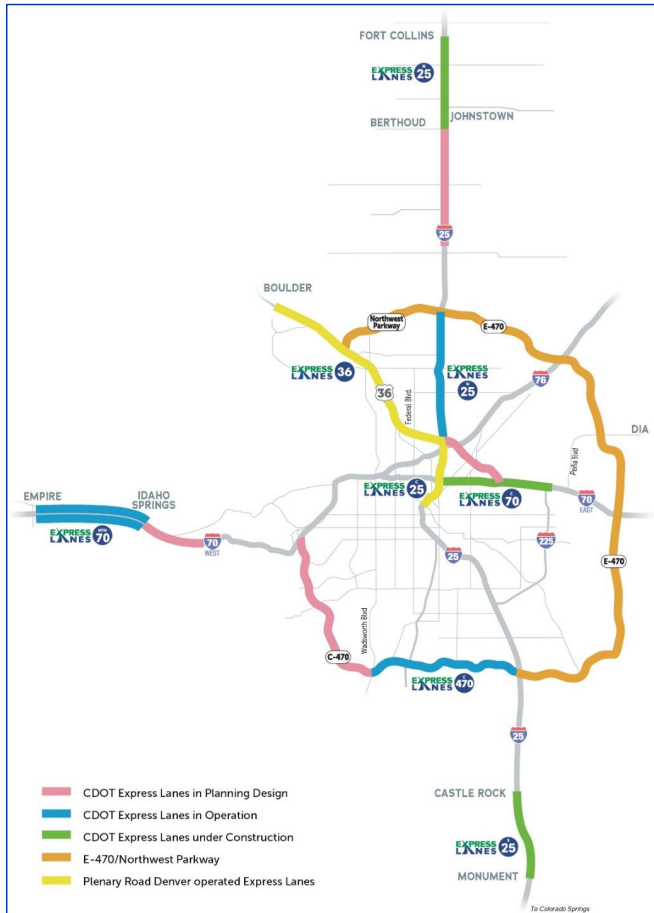 FORT COLLINS
EXPRESS
LANES
N
25
BERTHOUD
JOHNSTOWN
25
BOULDER
Northwest
Parkway
E-470
EXPRESS
LANES
36
36
Federal Blvd.
EXPRESS
LANES
N
25
76
DIA
Peña Blvd
EXPRESS
LANES
C
25
EXPRESS
LANES
C
70
70
EAST
EMPIRE
IDAHO
SPRINGS
EXPRESS
LANES
MTN
70
70
WEST
25
225
E-470
Wadsworth Blvd
C-470
EXPRESS
LANES
C
470
25
CASTLE ROCK
EXPRESS
LANES
S
25
MONUMENT
To Colorado Springs
CDOT Express Lanes in Planning Design
CDOT Express Lanes in Operation
CDOT Express Lanes under Construction
E-470/Northwest Parkway
Plenary Road Denver operated Express Lanes